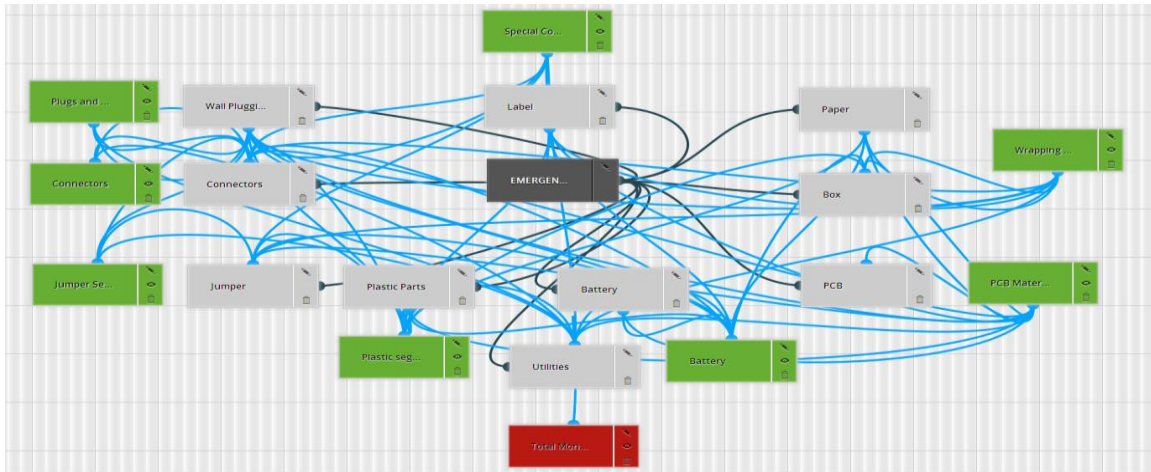 Special Co...
Plugs and ...
Wall Pluggi...
Label
Paper
Wrapping ...
Connectors
Connectors
EMERGEN...
Box
Jumper Se...
Jumper
Plastic Parts
Battery
PCB
PCB Mater...
Plastic seg...
Utilities
Battery
Total Mon...